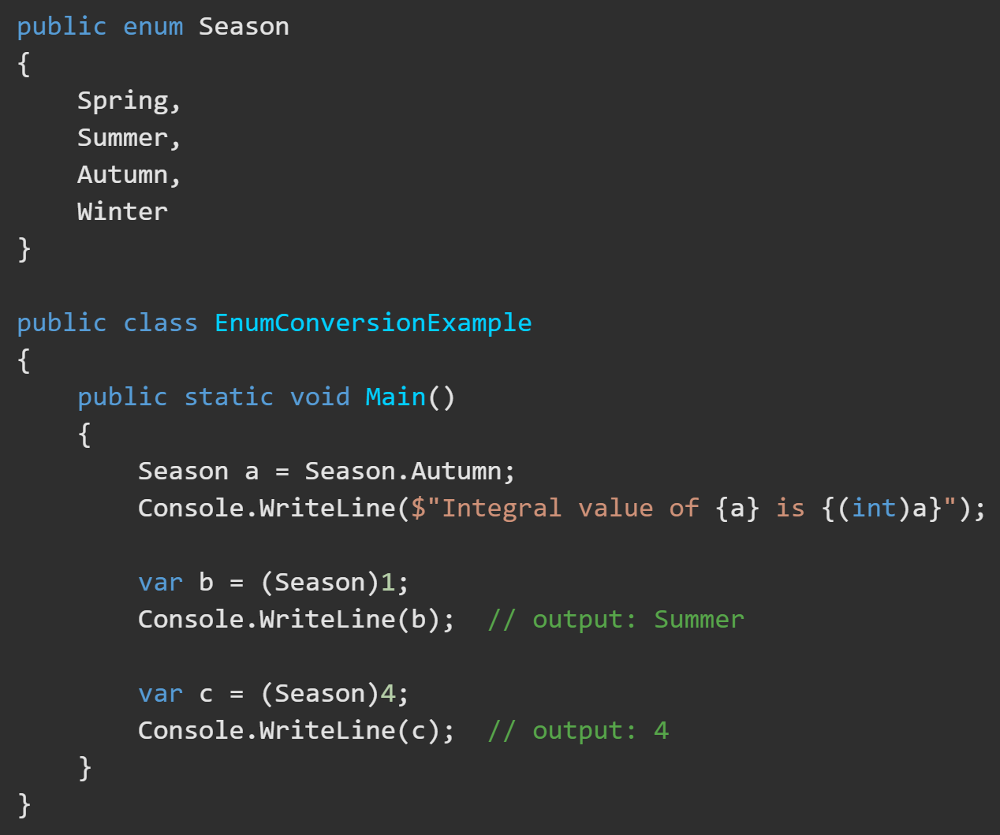 public enum Season
{
    Spring,
    Summer,
    Autumn,
    Winter
}

public class EnumConversionExample
{
    public static void Main()
    {
        Season a = Season.Autumn;
        Console.WriteLine($"Integral value of {a} is {(int)a}");

        var b = (Season)1;
        Console.WriteLine(b);  // output: Summer

        var c = (Season)4;
        Console.WriteLine(c);  // output: 4
    }
}